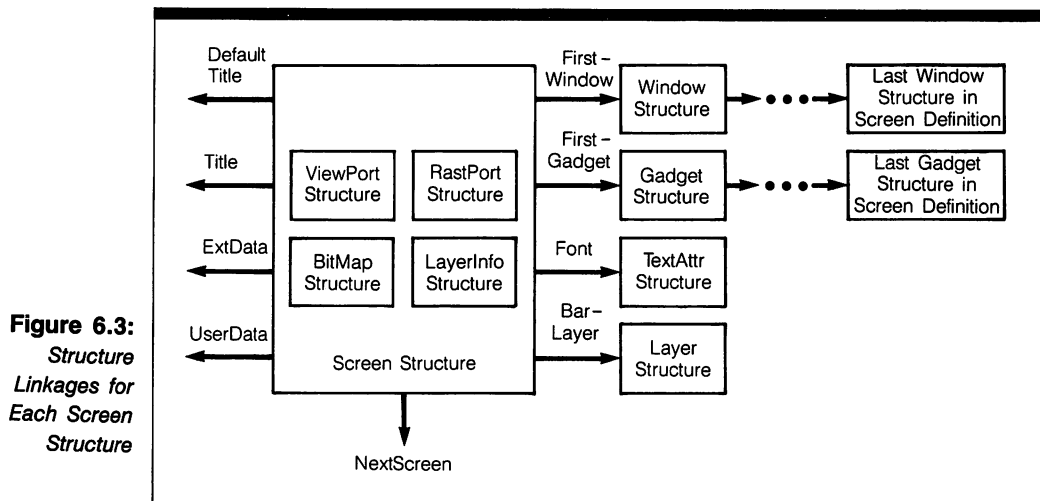 Default
Title
Title
ExtData
UserData
ViewPort
Structure
RastPort
Structure
BitMap
Structure
LayerInfo
Structure
Screen Structure
NextScreen
First-
Window
Window
Structure
Last Window
Structure in
Screen Definition
First-
Gadget
Gadget
Structure
Last Gadget
Structure in
Screen Definition
Font
TextAttr
Structure
Bar-
Layer
Layer
Structure
Figure 6.3:
Structure
Linkages for
Each Screen
Structure